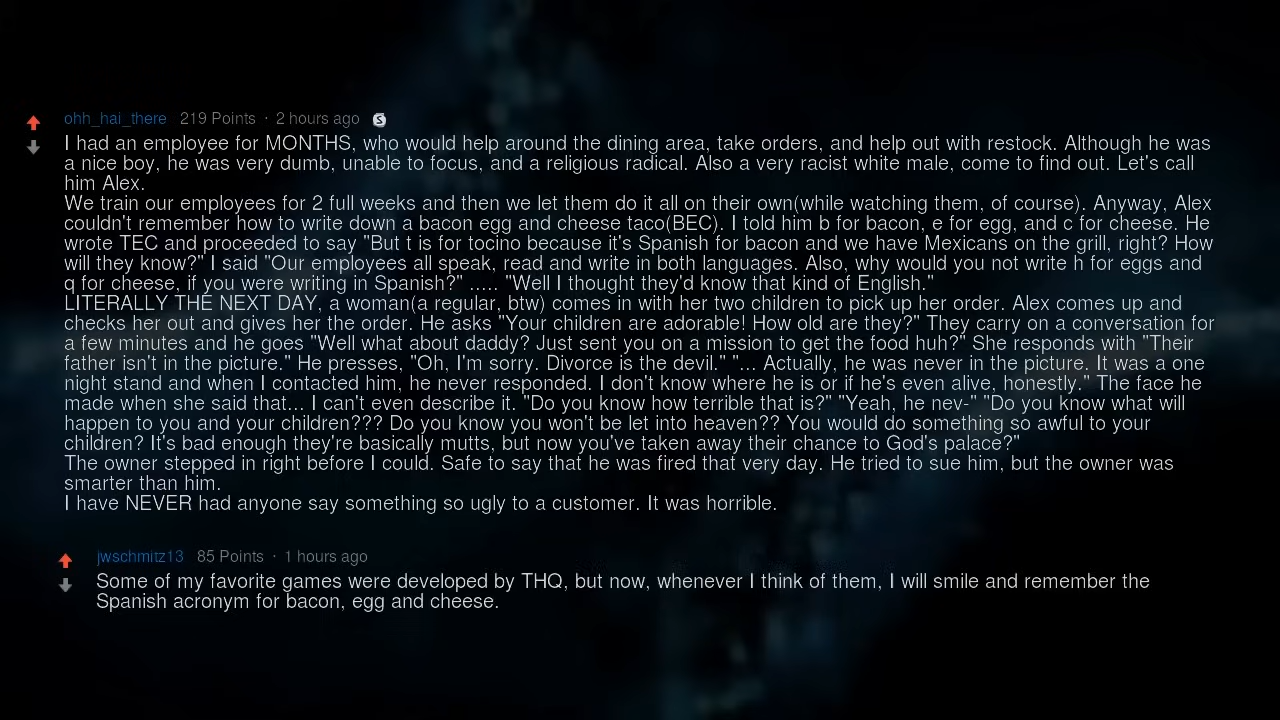 ohh_hai_there 219 Points · 2 hours ago S
I had an employee for MONTHS, who would help around the dining area, take orders, and help out with restock. Although he was
a nice boy, he was very dumb, unable to focus, and a religious radical. Also a very racist white male, come to find out. Let's call
him Alex.
We train our employees for 2 full weeks and then we let them do it all on their own(while watching them, of course). Anyway, Alex
couldn't remember how to write down a bacon egg and cheese taco(BEC). I told him b for bacon, e for egg, and c for cheese. He
wrote TEC and proceeded to say "But t is for tocino because it's Spanish for bacon and we have Mexicans on the grill, right? How
will they know?" I said "Our employees all speak, read and write in both languages. Also, why would you not write h for eggs and
q for cheese, if you were writing in Spanish?" ..... "Well I thought they'd know that kind of English."
LITERALLY THE NEXT DAY, a woman(a regular, btw) comes in with her two children to pick up her order. Alex comes up and
checks her out and gives her the order. He asks "Your children are adorable! How old are they?" They carry on a conversation for
a few minutes and he goes "Well what about daddy? Just sent you on a mission to get the food huh?" She responds with "Their
father isn't in the picture." He presses, "Oh, I'm sorry. Divorce is the devil." "... Actually, he was never in the picture. It was a one
night stand and when I contacted him, he never responded. I don't know where he is or if he's even alive, honestly." The face he
made when she said that... I can't even describe it. "Do you know how terrible that is?" "Yeah, he nev-" "Do you know what will
happen to you and your children??? Do you know you won't be let into heaven?? You would do something so awful to your
children? It's bad enough they're basically mutts, but now you've taken away their chance to God's palace?"
The owner stepped in right before I could. Safe to say that he was fired that very day. He tried to sue him, but the owner was
smarter than him.
I have NEVER had anyone say something so ugly to a customer. It was horrible.
jwschmitz13 85 Points · 1 hours ago
Some of my favorite games were developed by THQ, but now, whenever I think of them, I will smile and remember the
Spanish acronym for bacon, egg and cheese.